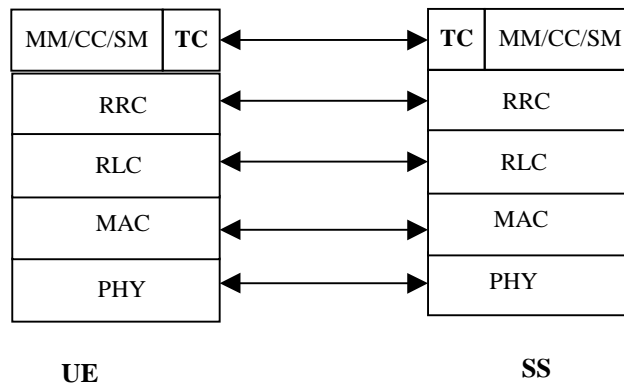 MM/CC/SM TC TC MM/CC/SM
RRC RRC
RLC RLC
MAC MAC
PHY PHY
UE SS